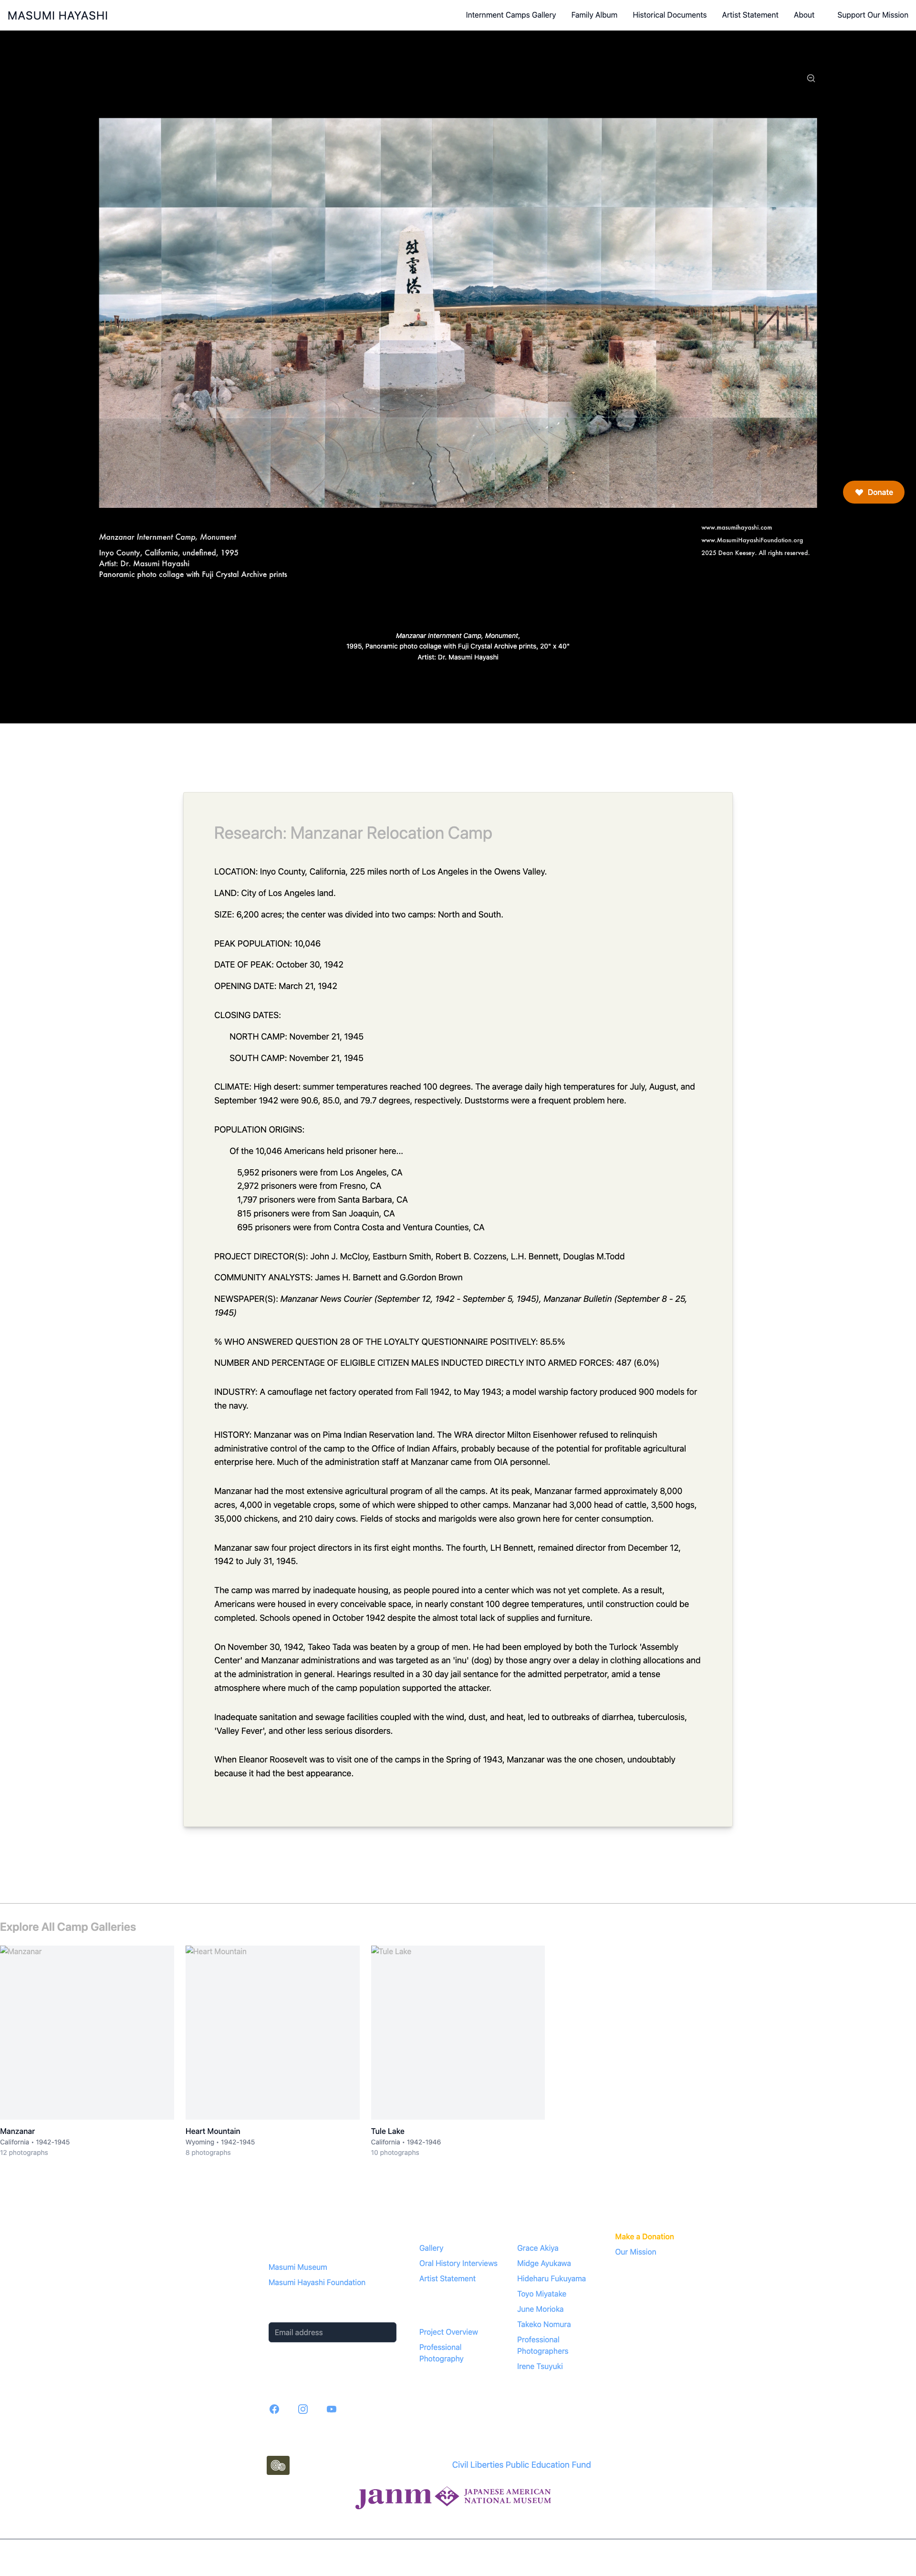 MASUMI HAYASHI
Internment Camps Gallery
Family Album
Historical Documents
Artist Statement
About
Support Our Mission
慰靈塔
Donate
Manzanar Internment Camp, Monument
Inyo County, California, undefined, 1995
Artist: Dr. Masumi Hayashi
Panoramic photo collage with Fuji Crystal Archive prints
www.masumihayashi.com
www.MasumiHayashiFoundation.org
2025 Dean Keesey. All rights reserved.
Manzanar Internment Camp, Monument,
1995, Panoramic photo collage with Fuji Crystal Archive prints, 20" x 40"
Artist: Dr. Masumi Hayashi
Research: Manzanar Relocation Camp
LOCATION: Inyo County, California, 225 miles north of Los Angeles in the Owens Valley.
LAND: City of Los Angeles land.
SIZE: 6,200 acres; the center was divided into two camps: North and South.
PEAK POPULATION: 10,046
DATE OF PEAK: October 30, 1942
OPENING DATE: March 21, 1942
CLOSING DATES:
NORTH CAMP: November 21, 1945
SOUTH CAMP: November 21, 1945
CLIMATE: High desert: summer temperatures reached 100 degrees. The average daily high temperatures for July, August, and
September 1942 were 90.6, 85.0, and 79.7 degrees, respectively. Duststorms were a frequent problem here.
POPULATION ORIGINS:
Of the 10,046 Americans held prisoner here...
5,952 prisoners were from Los Angeles, CA
2,972 prisoners were from Fresno, CA
1,797 prisoners were from Santa Barbara, CA
815 prisoners were from San Joaquin, CA
695 prisoners were from Contra Costa and Ventura Counties, CA
PROJECT DIRECTOR(S): John J. McCloy, Eastburn Smith, Robert B. Cozzens, L.H. Bennett, Douglas M.Todd
COMMUNITY ANALYSTS: James H. Barnett and G.Gordon Brown
NEWSPAPER(S): Manzanar News Courier (September 12, 1942 - September 5, 1945), Manzanar Bulletin (September 8 - 25,
1945)
% WHO ANSWERED QUESTION 28 OF THE LOYALTY QUESTIONNAIRE POSITIVELY: 85.5%
NUMBER AND PERCENTAGE OF ELIGIBLE CITIZEN MALES INDUCTED DIRECTLY INTO ARMED FORCES: 487 (6.0%)
INDUSTRY: A camouflage net factory operated from Fall 1942, to May 1943; a model warship factory produced 900 models for
the navy.
HISTORY: Manzanar was on Pima Indian Reservation land. The WRA director Milton Eisenhower refused to relinquish
administrative control of the camp to the Office of Indian Affairs, probably because of the potential for profitable agricultural
enterprise here. Much of the administration staff at Manzanar came from OIA personnel.
Manzanar had the most extensive agricultural program of all the camps. At its peak, Manzanar farmed approximately 8,000
acres, 4,000 in vegetable crops, some of which were shipped to other camps. Manzanar had 3,000 head of cattle, 3,500 hogs,
35,000 chickens, and 210 dairy cows. Fields of stocks and marigolds were also grown here for center consumption.
Manzanar saw four project directors in its first eight months. The fourth, LH Bennett, remained director from December 12,
1942 to July 31, 1945.
The camp was marred by inadequate housing, as people poured into a center which was not yet complete. As a result,
Americans were housed in every conceivable space, in nearly constant 100 degree temperatures, until construction could be
completed. Schools opened in October 1942 despite the almost total lack of supplies and furniture.
On November 30, 1942, Takeo Tada was beaten by a group of men. He had been employed by both the Turlock 'Assembly
Center' and Manzanar administrations and was targeted as an 'inu' (dog) by those angry over a delay in clothing allocations and
at the administration in general. Hearings resulted in a 30 day jail sentance for the admitted perpetrator, amid a tense
atmosphere where much of the camp population supported the attacker.
Inadequate sanitation and sewage facilities coupled with the wind, dust, and heat, led to outbreaks of diarrhea, tuberculosis,
'Valley Fever', and other less serious disorders.
When Eleanor Roosevelt was to visit one of the camps in the Spring of 1943, Manzanar was the one chosen, undoubtably
because it had the best appearance.
Explore All Camp Galleries
Manzanar
Heart Mountain
Tule Lake
Manzanar
California • 1942-1945
12 photographs
Heart Mountain
Wyoming • 1942-1945
8 photographs
Tule Lake
California • 1942-1946
10 photographs
Masumi Museum
Masumi Hayashi Foundation
Email address
Gallery
Oral History Interviews
Artist Statement
Project Overview
Professional
Photography
Grace Akiya
Midge Ayukawa
Hideharu Fukuyama
Toyo Miyatake
June Morioka
Takeko Nomura
Professional
Photographers
Irene Tsuyuki
Make a Donation
Our Mission
Civil Liberties Public Education Fund
janm JAPANESE AMERICAN
NATIONAL MUSEUM